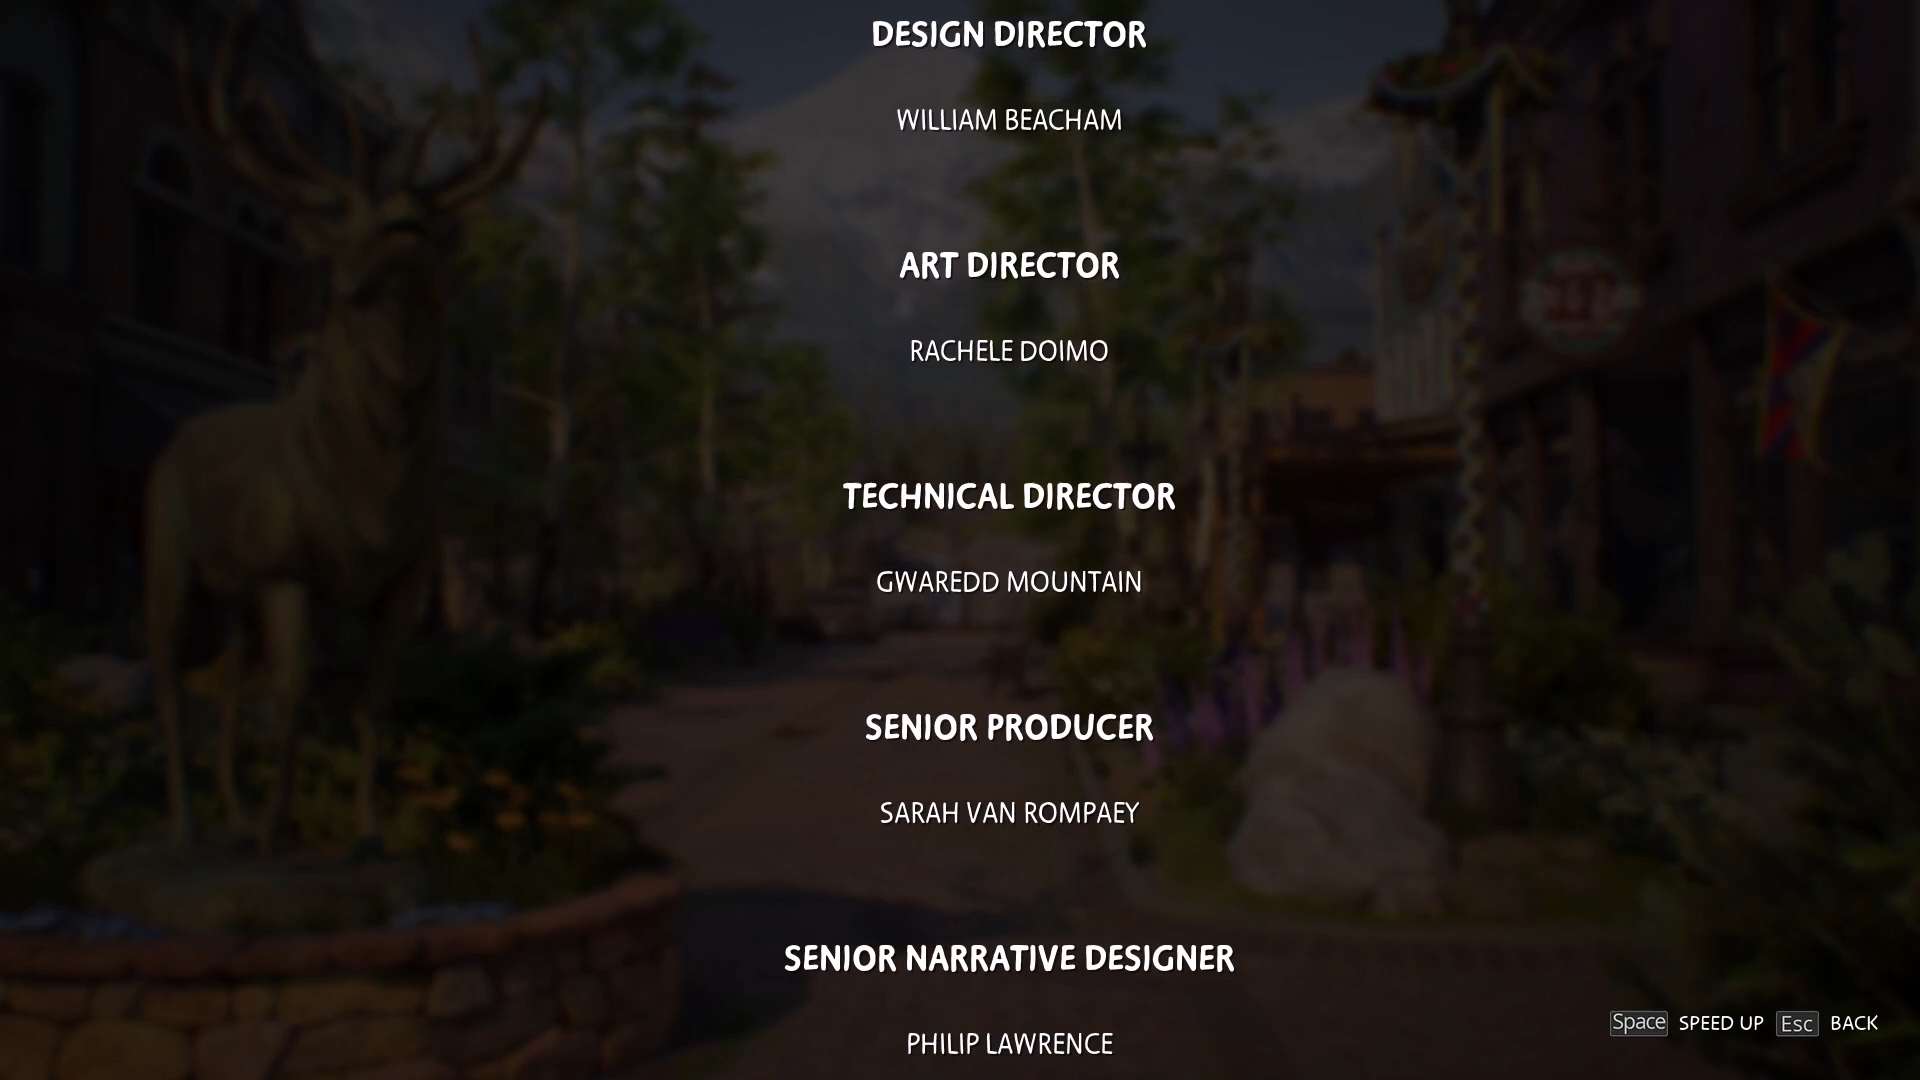 DESIGN DIRECTOR
WILLIAM BEACHAM
ART DIRECTOR
RACHELE DOIMO
TECHNICAL DIRECTOR
GWAREDD MOUNTAIN
SENIOR PRODUCER
SARAH VAN ROMPAEY
SENIOR NARRATIVE DESIGNER
PHILIP LAWRENCE
Space SPEED UP Esc BACK